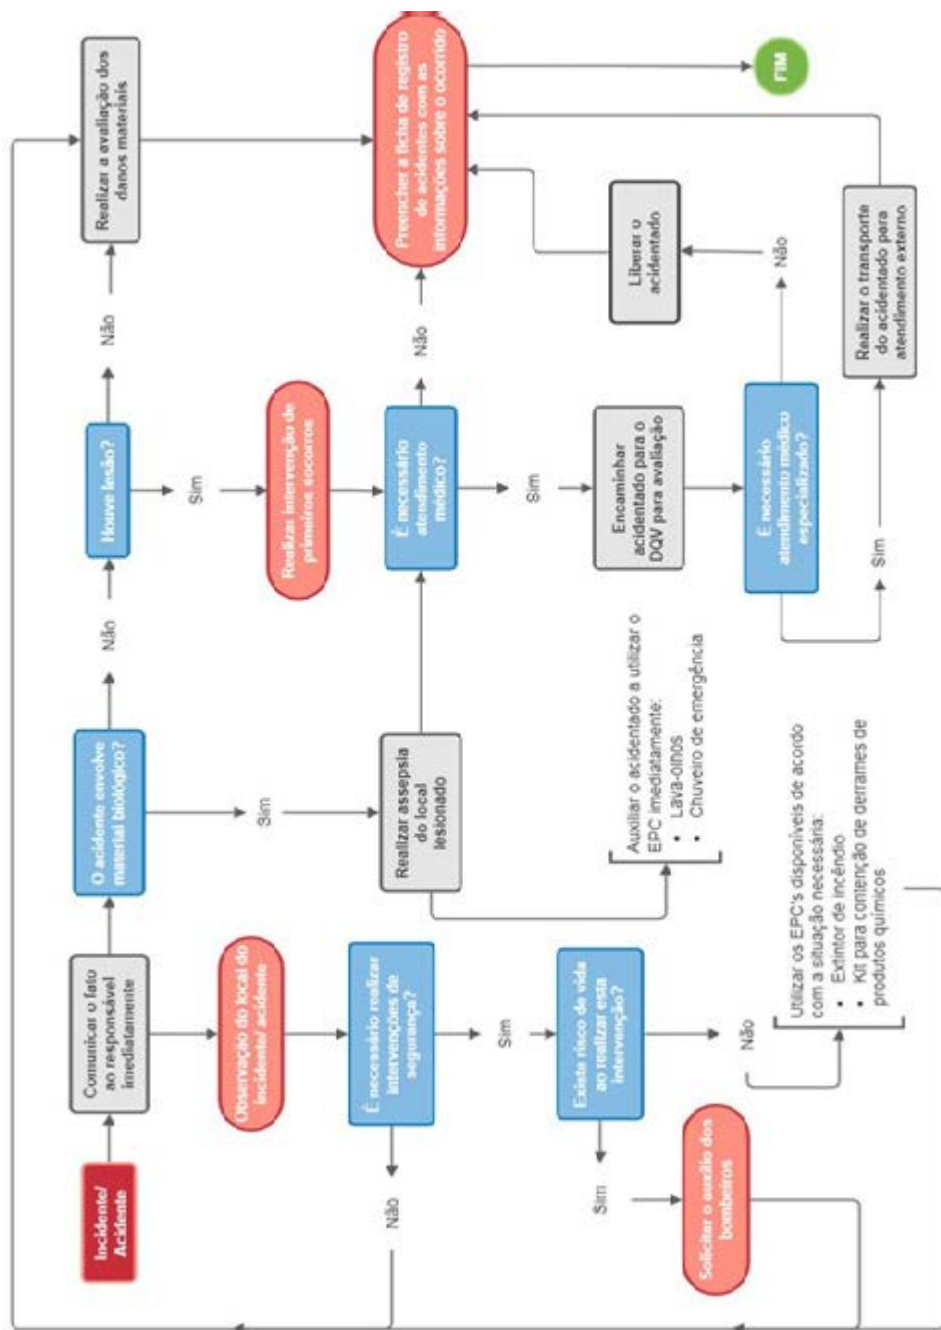 Incidente/
Acidente
Comunicar o fato
ao responsável
imediatamente
O acidente envolve
material biológico?
Não
Houve lesão?
Não
Realizar a avaliação dos
danos materiais
Observação do local do
incidente/ acidente
Sim
Sim
Realizar intervenção de
primeiros socorros
É necessário realizar
intervenções de
segurança?
Não
Realizar assepsia
do local
lesionado
É necessário
atendimento
médico?
Não
Preencher a ficha de registro
de acidentes com as
informações sobre o ocorrido
Sim
Sim
Exista risco de vida
ao realizar esta
intervenção?
Sim
Não
Auxiliar o acidentado a utilizar o
EPC imediatamente:
• Lava-olhos
• Chuveiro de emergência
Encaminhar
acidentado para o
DQV para avaliação
Liberar o
acidentado
Solicitar o auxílio dos
bombeiros
É necessário
atendimento médico
especializado?
Não
FIM
Utilizar os EPC's disponíveis de acordo
com a situação necessária:
• Extintor de incêndio
• Kit para contenção de derrames de
produtos químicos
Sim
Realizar o transporte
do acidentado para
atendimento externo